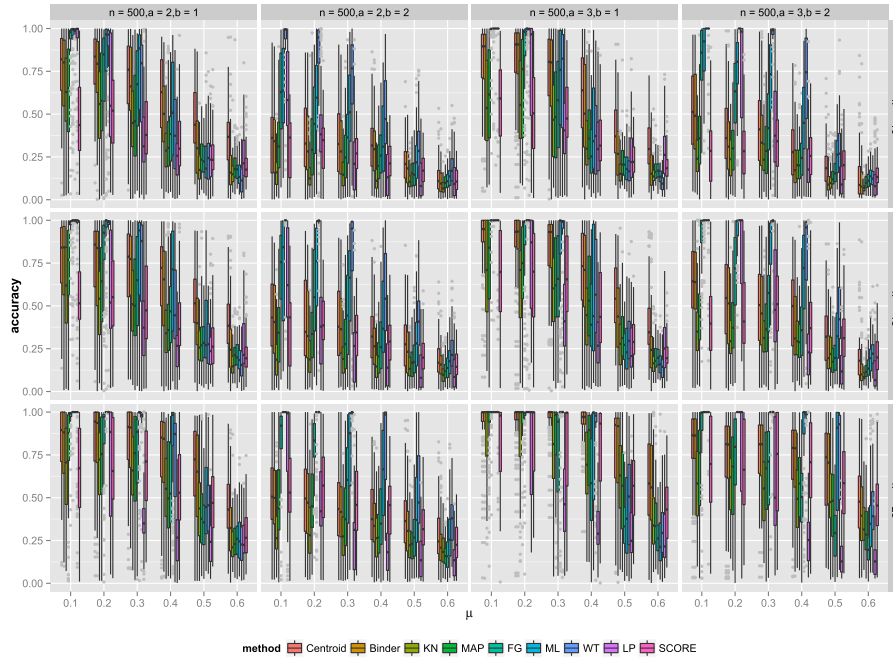 n = 500,a = 2,b = 1
n = 500,a = 2,b = 2
n = 500,a = 3,b = 1
n = 500,a = 3,b = 2
1.00
0.75
0.50
0.25
0.00
1.00
0.75
0.50
0.25
0.00
1.00
0.75
0.50
0.25
0.00
accuracy
0.1 0.2 0.3 0.4 0.5 0.6
0.1 0.2 0.3 0.4 0.5 0.6
0.1 0.2 0.3 0.4 0.5 0.6
0.1 0.2 0.3 0.4 0.5 0.6
μ
method Centroid Binder KN MAP FG ML WT LP SCORE